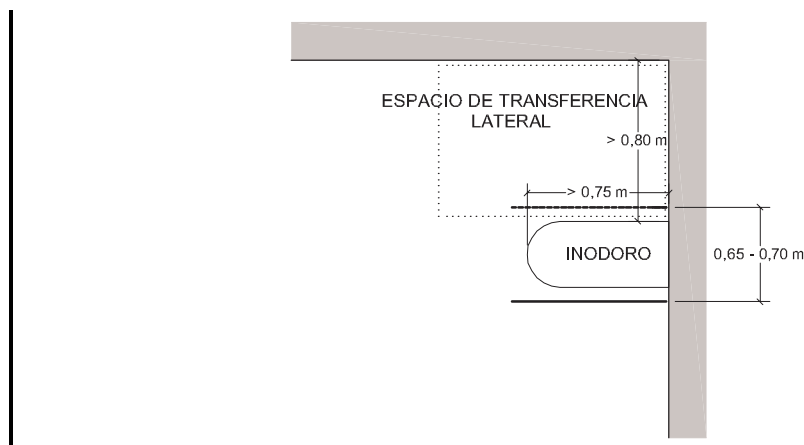 ESPACIO DE TRANSFERENCIA
LATERAL
> 0,80 m
> 0,75 m
INODORO
0,65 - 0,70 m